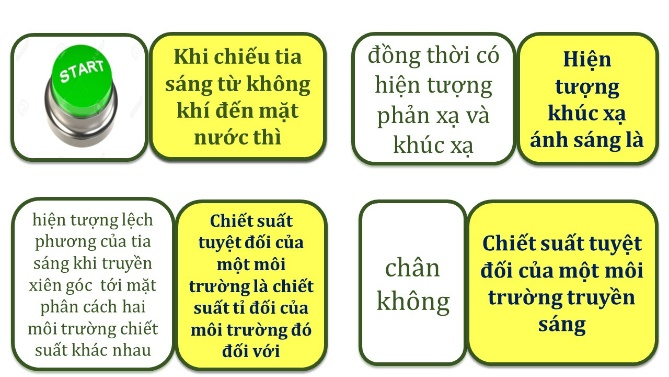 START
Khi chiếu tia
sáng từ không
khí đến mặt
nước thì
đồng thời có
hiện tượng
phản xạ và
khúc xạ
Hiện
tượng
khúc xạ
ánh sáng là
hiện tượng lệch
phương của tia
sáng khi truyền
xiên góc tới mặt
phân cách hai
môi trường chiết
suất khác nhau
Chiết suất
tuyệt đối của
một môi
trường là chiết
suất tỉ đối của
môi trường đó
đối với
chân
không
Chiết suất tuyệt
đối của một môi
trường truyền
sáng